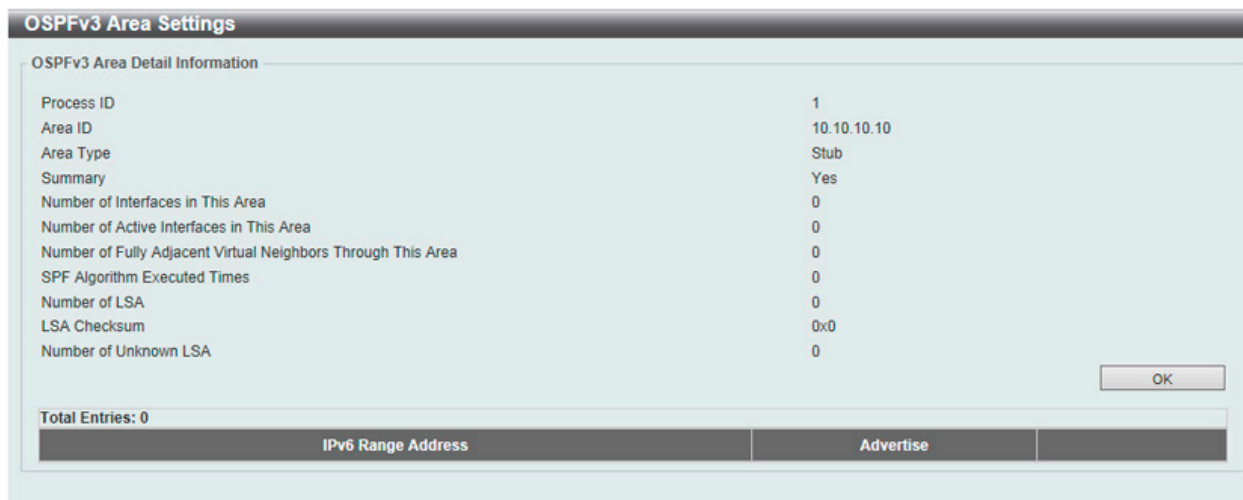 OSPFv3 Area Settings
OSPFv3 Area Detail Information
Process ID 1
Area ID 10.10.10.10
Area Type Stub
Summary Yes
Number of Interfaces in This Area 0
Number of Active Interfaces in This Area 0
Number of Fully Adjacent Virtual Neighbors Through This Area 0
SPF Algorithm Executed Times 0
Number of LSA 0
LSA Checksum 0x0
Number of Unknown LSA 0
OK
Total Entries: 0
IPv6 Range Address Advertise